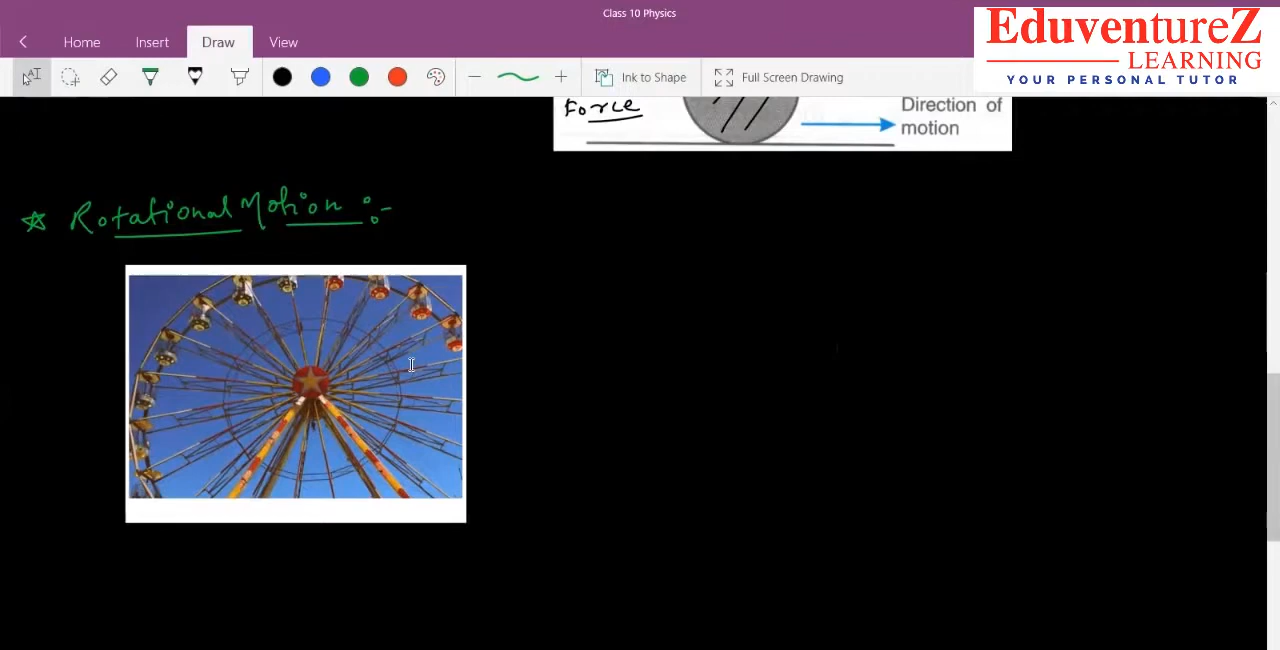 Class 10 Physics
EduventureZ
LEARNING
YOUR PERSONAL TUTOR
Home Insert Draw View
Ink to Shape Full Screen Drawing
Force
Direction of
motion
☆ Rotational Motion :-